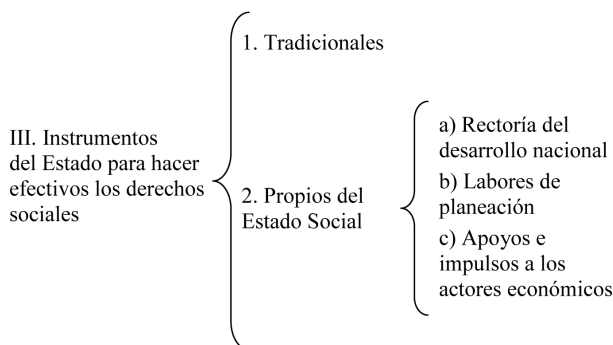 1. Tradicionales
III. Instrumentos
del Estado para hacer
efectivos los derechos
sociales
2. Propios del
Estado Social
a) Rectoría del
desarrollo nacional
b) Labores de
planeación
c) Apoyos e
impulsos a los
actores económicos